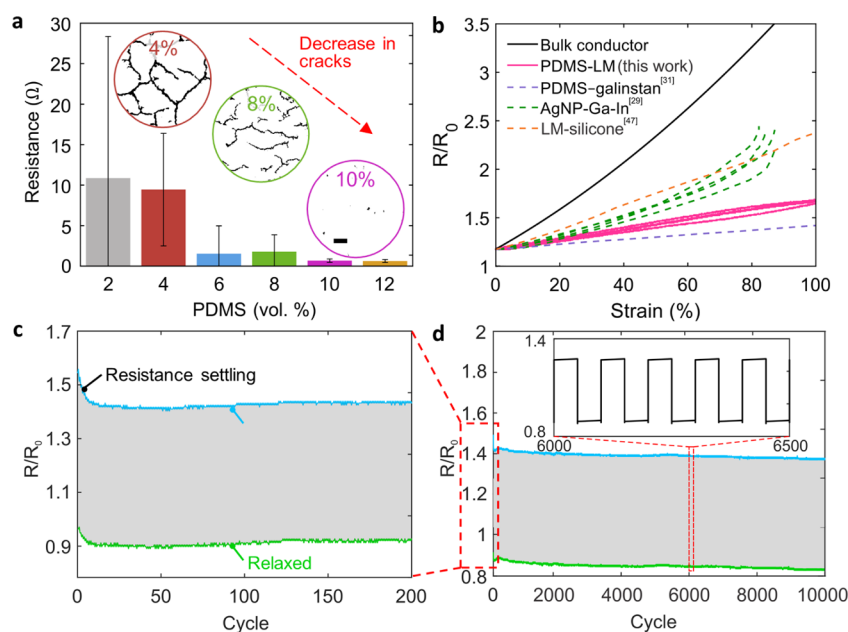 a
Resistance (Ω)
30
25
20
15
10
5
0
2
4
6
8
10
12
PDMS (vol. %)
4%
8%
10%
Decrease in
cracks
b
R/R0
3.5
3
2.5
2
1.5
1
0
20
40
60
80
100
Strain (%)
Bulk conductor
PDMS-LM (this work)
PDMS-galinstan[31]
AgNP-Ga-In[29]
LM-silicone[47]
c
R/R0
1.7
1.5
1.3
1.1
0.9
0
50
100
150
200
Cycle
Resistance settling
Relaxed
d
R/R0
2
1.8
1.6
1.4
1.2
1
0.8
0
2000
4000
6000
8000
10000
Cycle
1.4
0.8
6000
6500